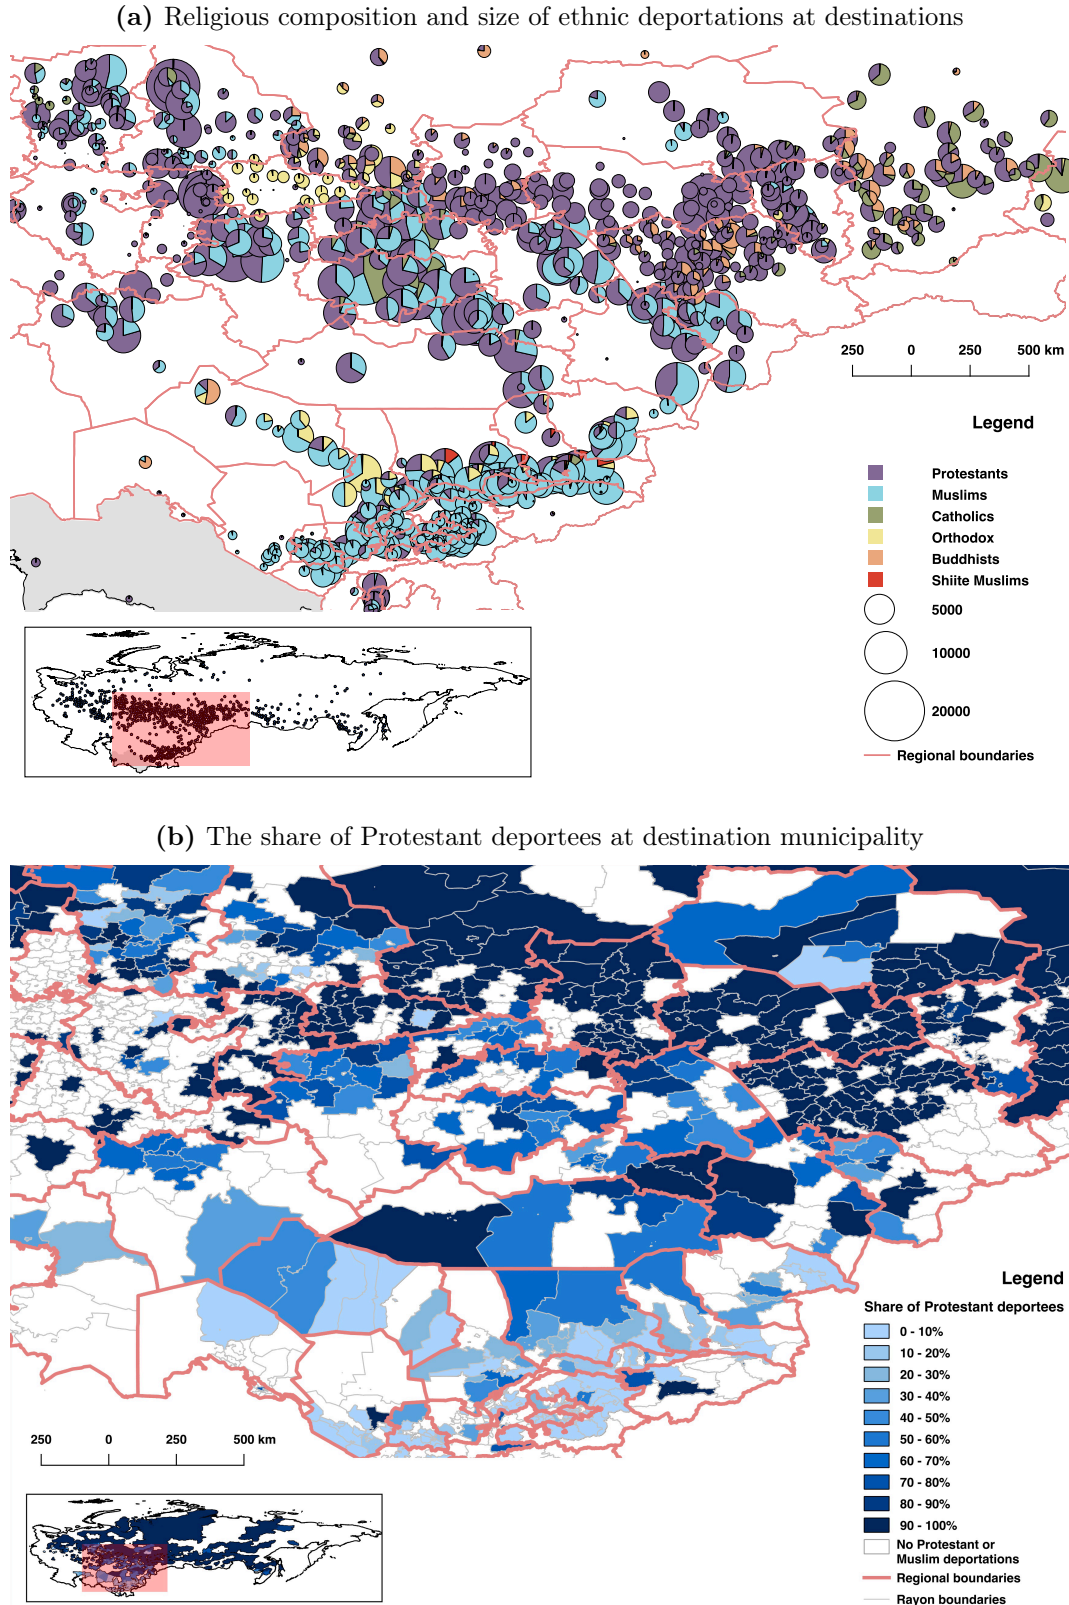 (a) Religious composition and size of ethnic deportations at destinations
250 0 250 500 km
Legend
Protestants
Muslims
Catholics
Orthodox
Buddhists
Shiite Muslims
5000
10000
20000
Regional boundaries
(b) The share of Protestant deportees at destination municipality
250 0 250 500 km
Legend
Share of Protestant deportees
0 - 10%
10 - 20%
20 - 30%
30 - 40%
40 - 50%
50 - 60%
60 - 70%
70 - 80%
80 - 90%
90 - 100%
No Protestant or
Muslim deportations
Regional boundaries
Rayon boundaries